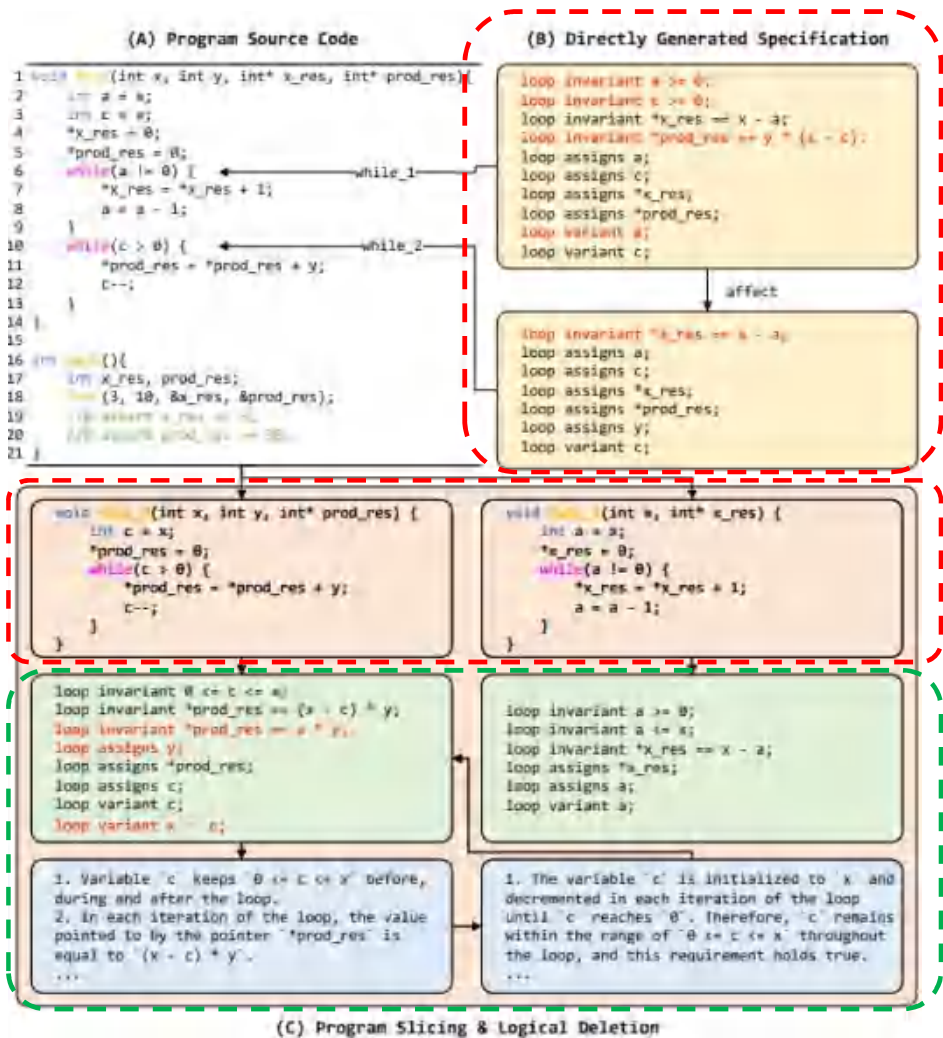 (A) Program Source Code
1 void (int x, int y, int* x_res, int* prod_res){
2 int a = x;
3 int c = x;
4 *x_res = 0;
5 *prod_res = 0;
6 while(a != 0) {
7 *x_res = *x_res + 1;
8 a = a - 1;
9 }
10 while(c > 0) {
11 *prod_res = *prod_res + y;
12 c--;
13 }
14 }
15
16 int (){
17 int x_res, prod_res;
18 (3, 10, &x_res, &prod_res);
19
20
21 }
while_1
while_2
(B) Directly Generated Specification
loop invariant a >= 0;
loop invariant c >= 0;
loop invariant *x_res == x - a;
loop invariant *prod_res == y * (x - c);
loop assigns a;
loop assigns c;
loop assigns *x_res;
loop assigns *prod_res;
loop variant a;
loop variant c;
affect
loop invariant *x_res == x - a;
loop assigns a;
loop assigns c;
loop assigns *x_res;
loop assigns *prod_res;
loop assigns y;
loop variant c;
void (int x, int y, int* prod_res) {
int c = x;
*prod_res = 0;
while(c > 0) {
*prod_res = *prod_res + y;
c--;
}
}
void (int x, int* x_res) {
int a = x;
*x_res = 0;
while(a != 0) {
*x_res = *x_res + 1;
a = a - 1;
}
}
loop invariant 0 <= c <= x;
loop invariant *prod_res == (x - c) * y;
loop invariant *prod_res == x * y;
loop assigns y;
loop assigns *prod_res;
loop assigns c;
loop variant c;
loop variant x - c;
loop invariant a >= 0;
loop invariant a <= x;
loop invariant *x_res == x - a;
loop assigns *x_res;
loop assigns a;
loop variant a;
1. Variable `c` keeps `0 <= c <= x` before,
during and after the loop.
2. In each iteration of the loop, the value
pointed to by the pointer `*prod_res` is
equal to `(x - c) * y`.
...
1. The variable `c` is initialized to `x` and
decremented in each iteration of the loop
until `c` reaches `0`. Therefore, `c` remains
within the range of `0 <= c <= x` throughout
the loop, and this requirement holds true.
...
(C) Program Slicing & Logical Deletion